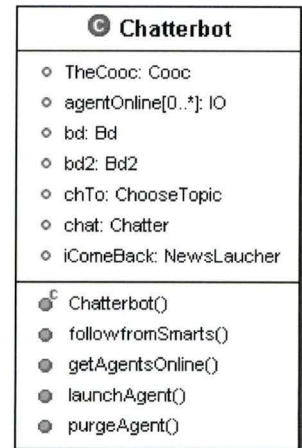 C Chatterbot
TheCooc: Cooc
agentOnline[0..*]: IO
bd: Bd
bd2: Bd2
chTo: ChooseTopic
chat: Chatter
iComeBack: NewsLaucher
C Chatterbot()
followfromSmarts()
getAgentsOnline()
launchAgent()
purgeAgent()